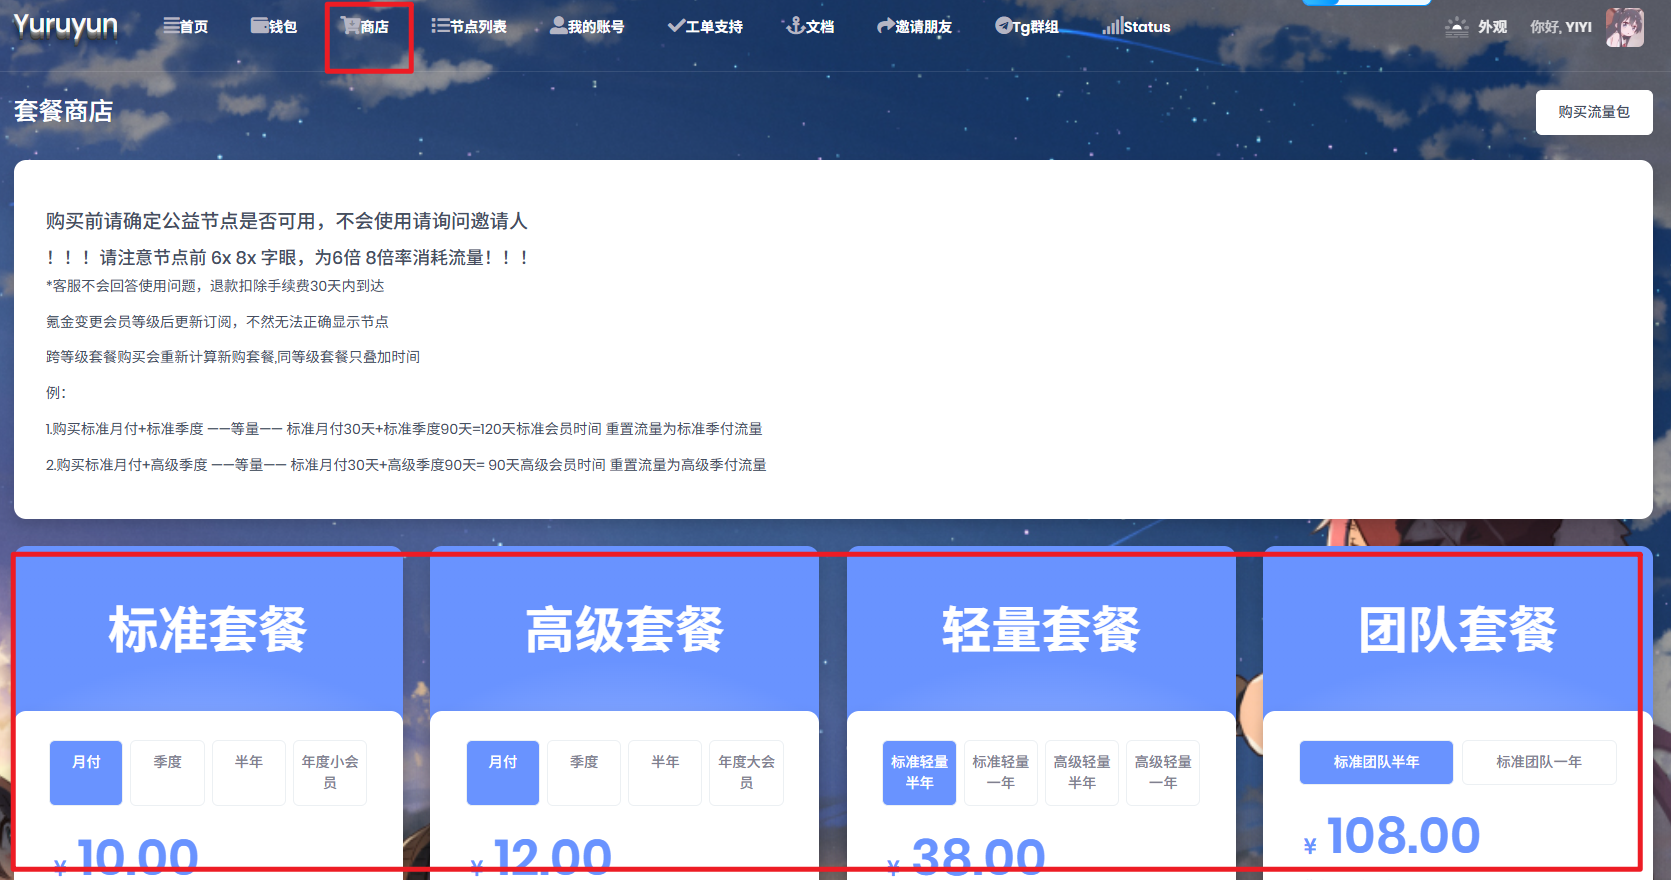 Yuruyun 首页 钱包 商店 节点列表 我的账号 工单支持 文档 邀请朋友 Tg群组 Status 外观 你好, YIYI
套餐商店 购买流量包
购买前请确定公益节点是否可用，不会使用请询问邀请人
！！！请注意节点前 6x 8x 字眼，为6倍 8倍率消耗流量！！！
*客服不会回答使用问题，退款扣除手续费30天内到达
氪金变更会员等级后更新订阅，不然无法正确显示节点
跨等级套餐购买会重新计算新购套餐,同等级套餐只叠加时间
例：
1.购买标准月付+标准季度 ——等量—— 标准月付30天+标准季度90天=120天标准会员时间 重置流量为标准季付流量
2.购买标准月付+高级季度 ——等量—— 标准月付30天+高级季度90天= 90天高级会员时间 重置流量为高级季付流量
标准套餐
月付 季度 半年 年度小会员
¥ 10.00
高级套餐
月付 季度 半年 年度大会员
¥ 12.00
轻量套餐
标准轻量半年 标准轻量一年 高级轻量半年 高级轻量一年
¥ 38.00
团队套餐
标准团队半年 标准团队一年
¥ 108.00